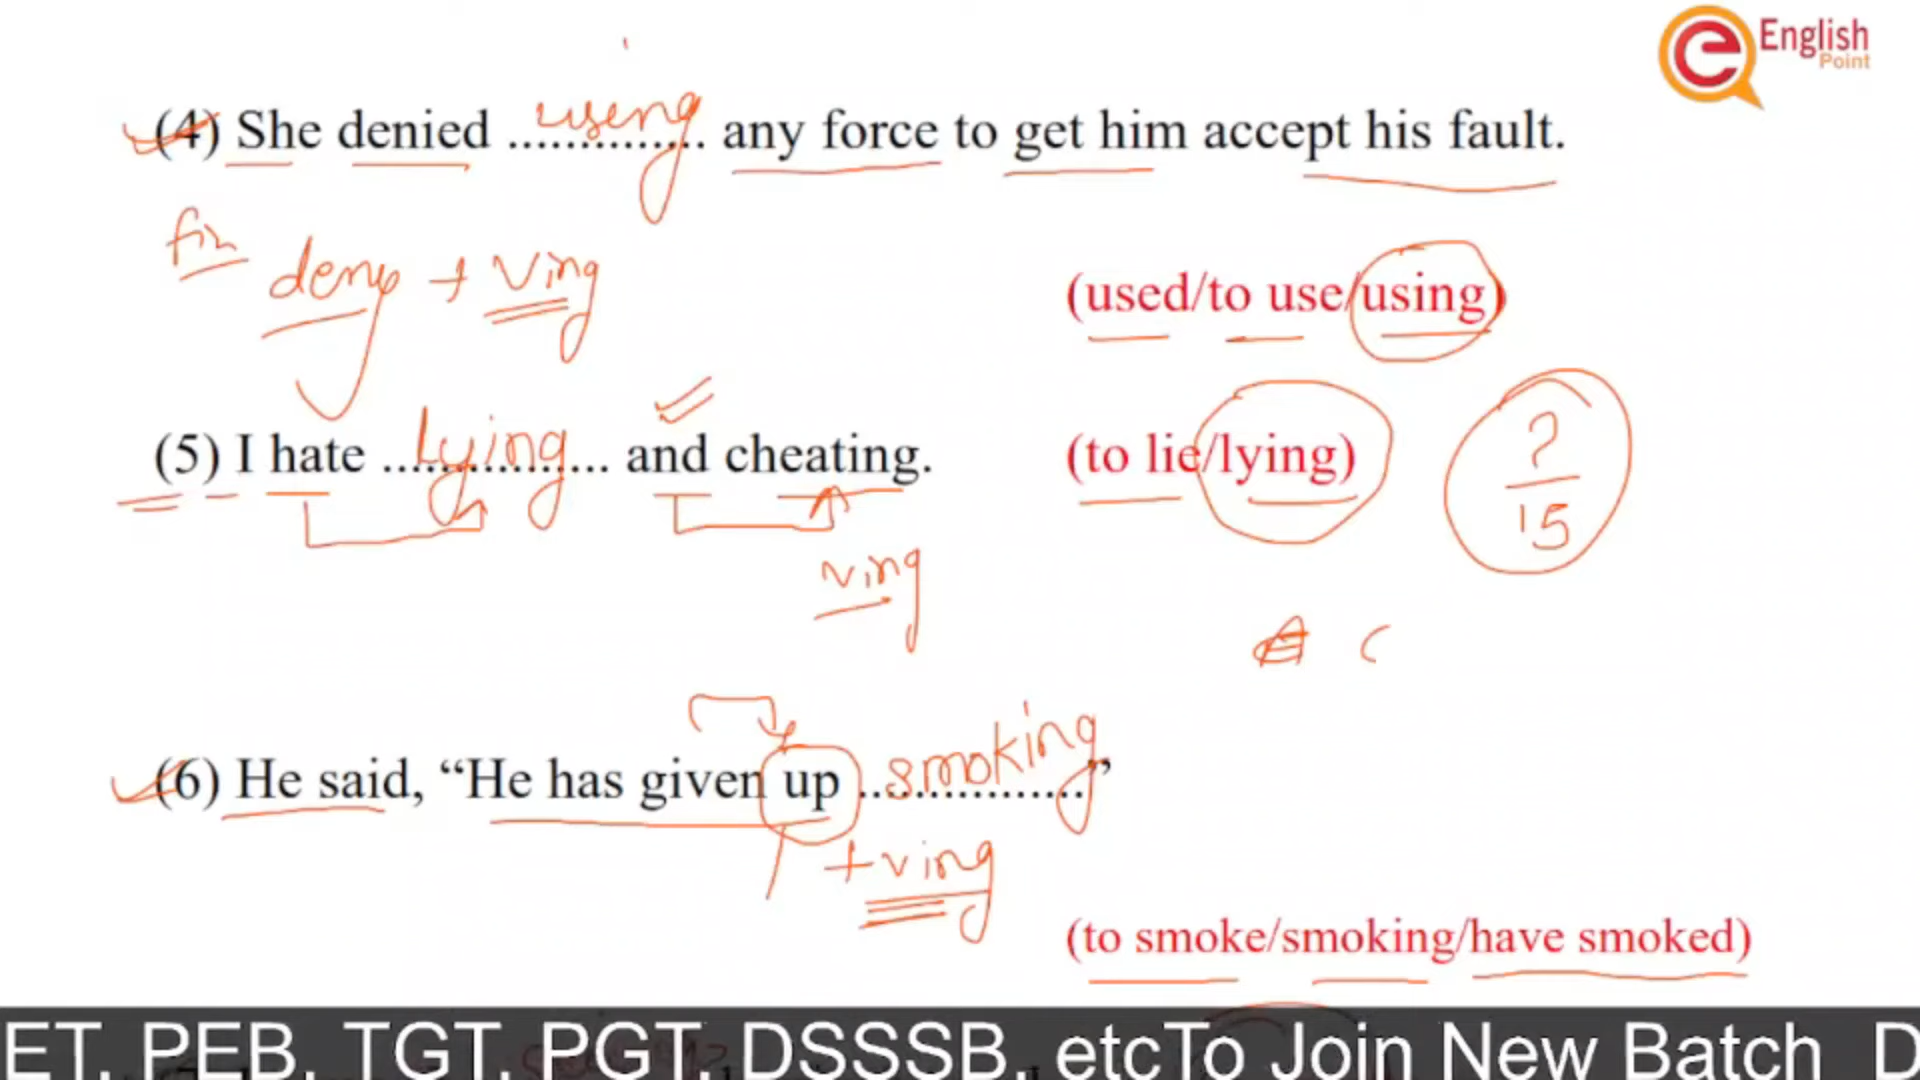 English
Point
(4) She denied ..using.. any force to get him accept his fault.
deny + Ving
(used/to use/using)
(5) I hate ..lying.. and cheating.
(to lie/lying)
?
15
ving
(6) He said, “He has given up ..smoking..”
+ving
(to smoke/smoking/have smoked)
ET, PEB, TGT, PGT, DSSSB, etcTo Join New Batch D